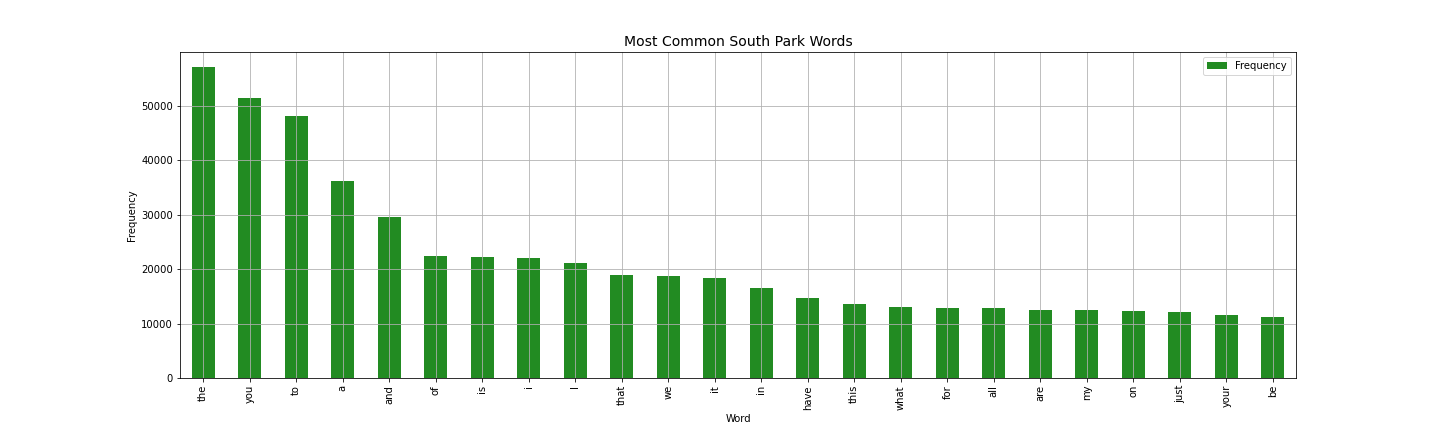 Most Common South Park Words
Frequency
50000
40000
30000
20000
10000
0
Frequency
the you to a and of is i I that we it in have this what for all are my on just your be
Word